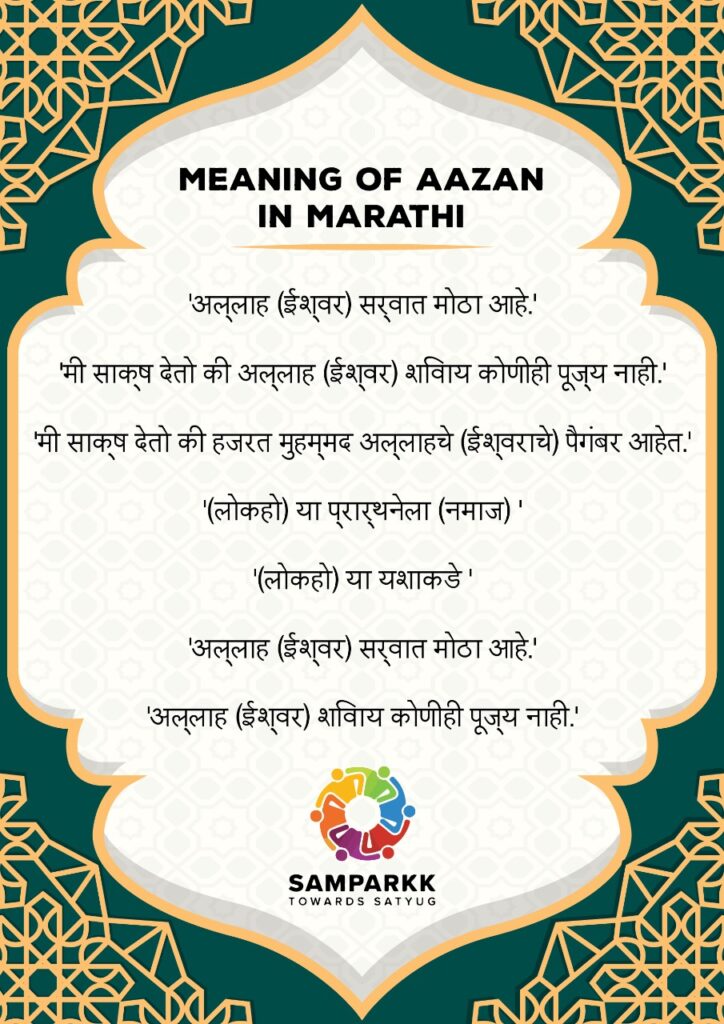 MEANING OF AAZAN
IN MARATHI
'अल्‌लाह (ईश्‌वर) सर्‌वात मोठा आहे.'
'मी साक्‌ष देतो की अल्‌लाह (ईश्‌वर) शविाय कोणीही पूज्‌य नाही.'
'मी साक्‌ष देतो की हजरत मुहम्‌मद अल्‌लाहचे (ईश्‌वराचे) पैगंबर आहेत.'
'(लोकहो) या प्‌रार्‌थनेला (नमाज) '
'(लोकहो) या यशाकडे '
'अल्‌लाह (ईश्‌वर) सर्‌वात मोठा आहे.'
'अल्‌लाह (ईश्‌वर) शविाय कोणीही पूज्‌य नाही.'
SAMPARKK
TOWARDS SATYUG